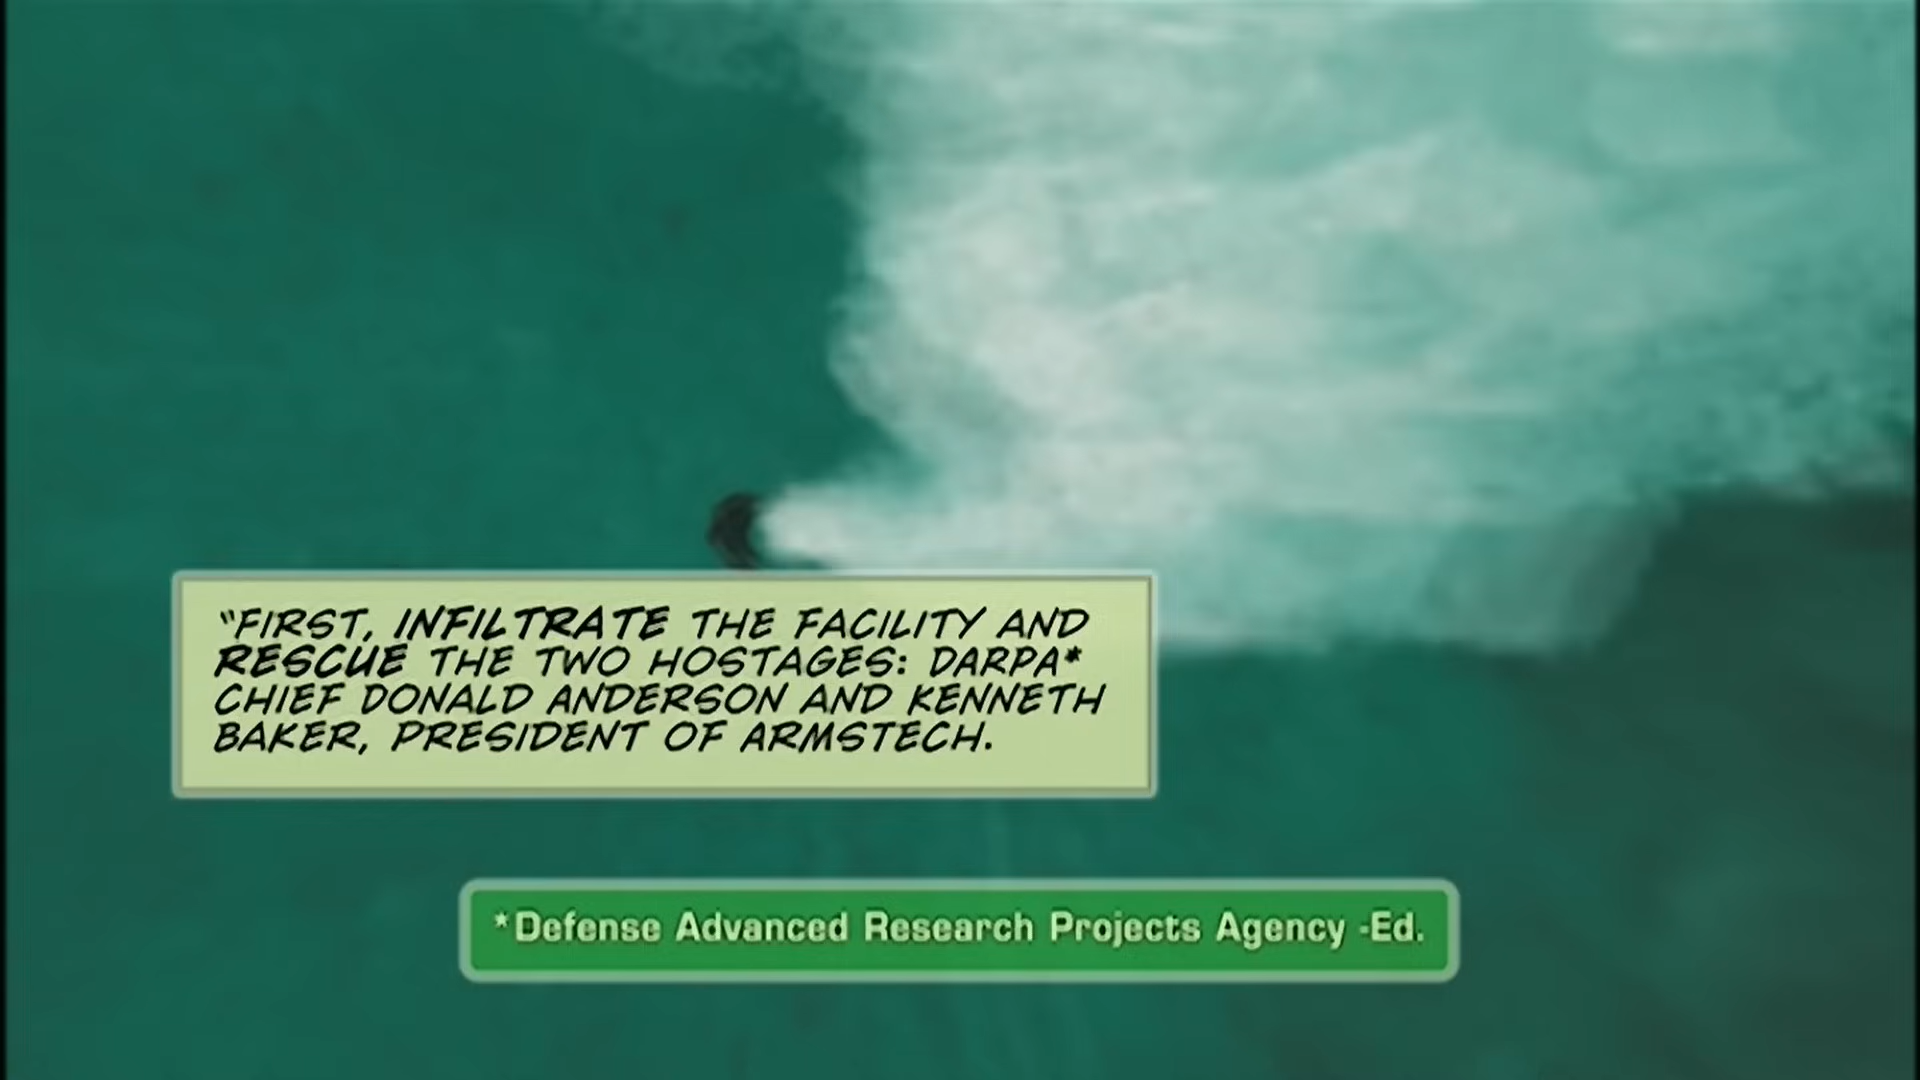 “FIRST, INFILTRATE THE FACILITY AND
RESCUE THE TWO HOSTAGES: DARPA*
CHIEF DONALD ANDERSON AND KENNETH
BAKER, PRESIDENT OF ARMSTECH.
*Defense Advanced Research Projects Agency -Ed.